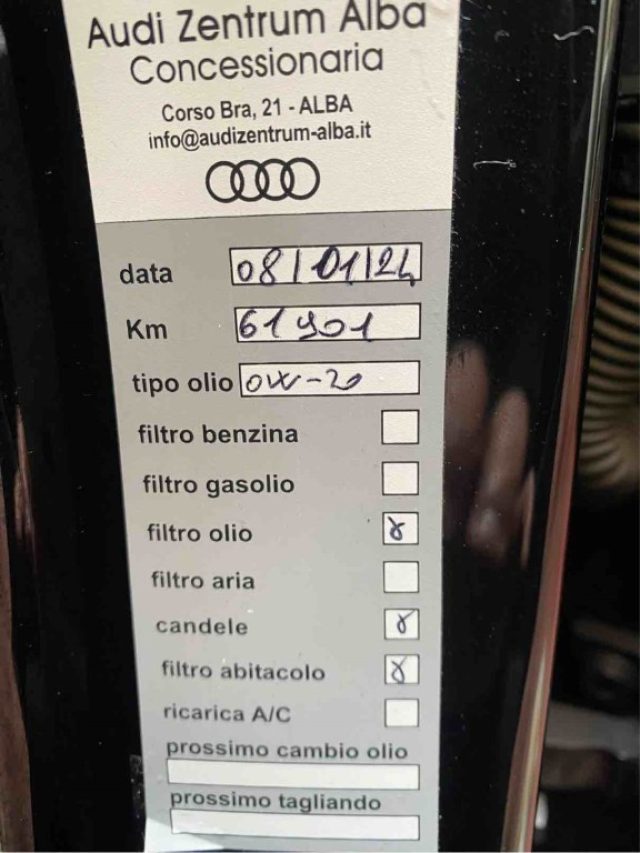 Audi Zentrum Alba
Concessionaria
Corso Bra, 21 - ALBA
info@audizentrum-alba.it
data 08/01/24
Km 61901
tipo olio 0W-20
filtro benzina
filtro gasolio
filtro olio x
filtro aria
candele x
filtro abitacolo x
ricarica A/C
prossimo cambio olio
prossimo tagliando